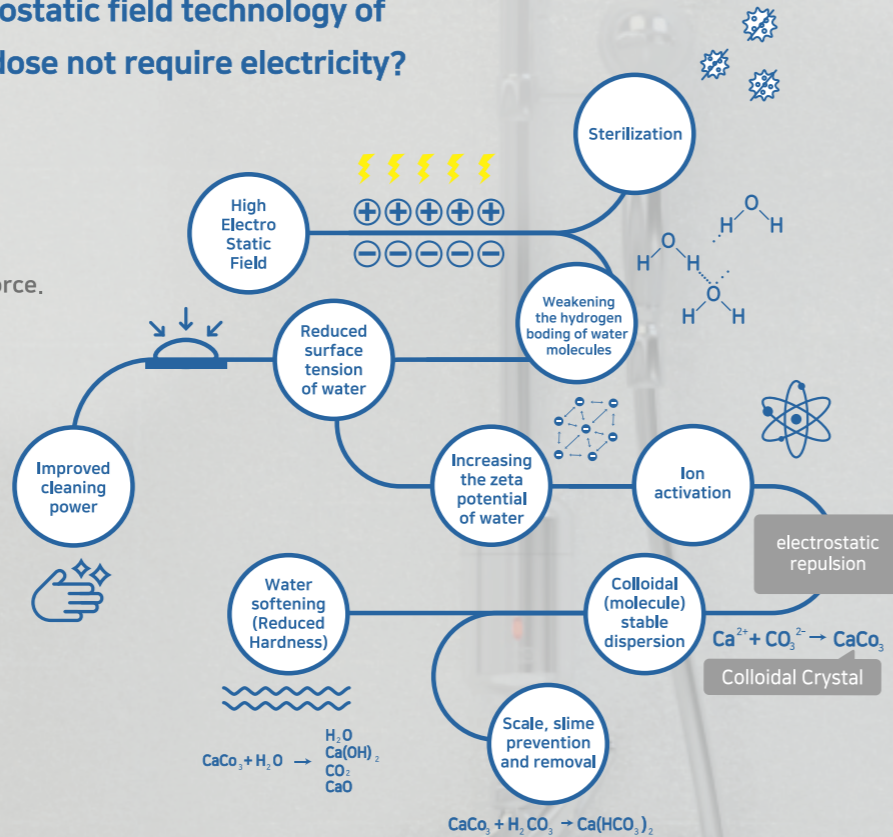 ostatic field technology of
dose not require electricity?
orce.
Sterilization
High
Electro
Static
Field
H O H
H O H
H O H
Weakening
the hydrogen
boding of water
molecules
Reduced
surface
tension
of water
Improved
cleaning
power
Increasing
the zeta
potential
of water
Ion
activation
electrostatic
repulsion
Colloidal
(molecule)
stable
dispersion
Ca²⁺ + CO₃²⁻ → CaCo₃
Colloidal Crystal
Water
softening
(Reduced
Hardness)
CaCo₃ + H₂O →
H₂O
Ca(OH)₂
CO₂
CaO
Scale, slime
prevention
and removal
CaCo₃ + H₂CO₃ → Ca(HCO₃)₂